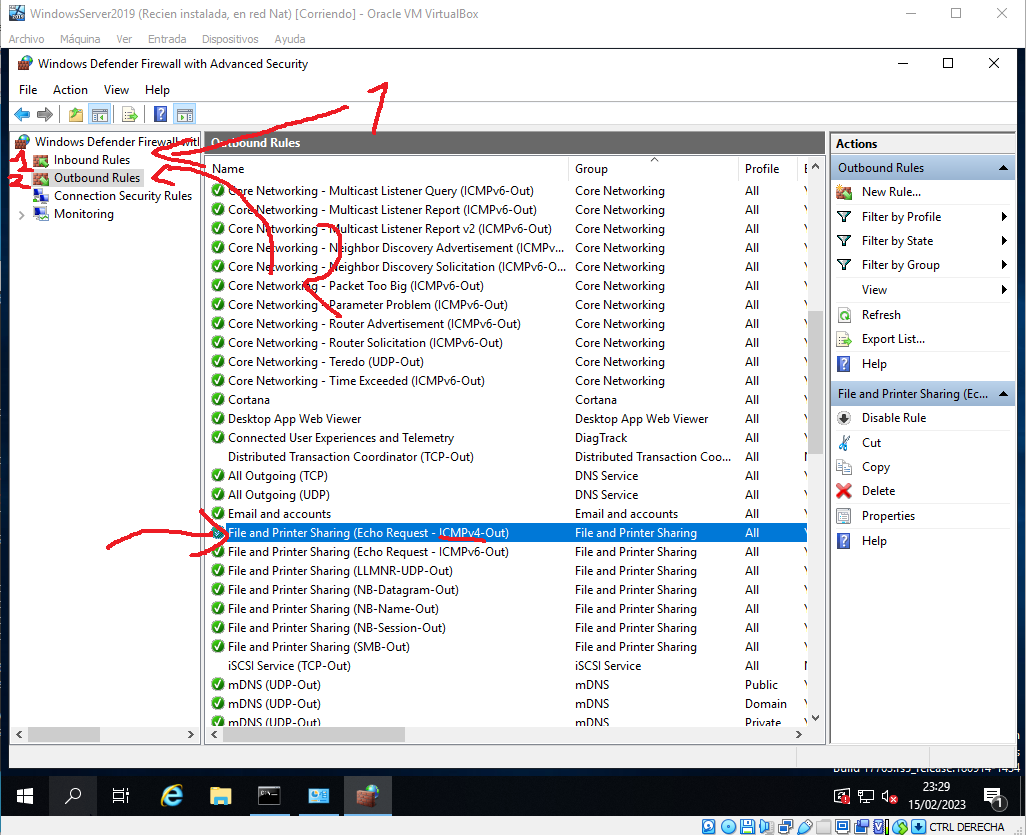 WindowsServer2019 (Recien instalada, en red Nat) [Corriendo] - Oracle VM VirtualBox
Archivo Máquina Ver Entrada Dispositivos Ayuda
Windows Defender Firewall with Advanced Security
File Action View Help
Windows Defender Firewall with
1 Inbound Rules
2 Outbound Rules
Connection Security Rules
Monitoring
1
2
Outbound Rules
Name Group Profile
Core Networking - Multicast Listener Query (ICMPv6-Out) Core Networking All
Core Networking - Multicast Listener Report (ICMPv6-Out) Core Networking All
Core Networking - Multicast Listener Report v2 (ICMPv6-Out) Core Networking All
Core Networking - Neighbor Discovery Advertisement (ICMPv... Core Networking All
Core Networking - Neighbor Discovery Solicitation (ICMPv6-O... Core Networking All
Core Networking - Packet Too Big (ICMPv6-Out) Core Networking All
Core Networking - Parameter Problem (ICMPv6-Out) Core Networking All
Core Networking - Router Advertisement (ICMPv6-Out) Core Networking All
Core Networking - Router Solicitation (ICMPv6-Out) Core Networking All
Core Networking - Teredo (UDP-Out) Core Networking All
Core Networking - Time Exceeded (ICMPv6-Out) Core Networking All
Cortana Cortana All
Desktop App Web Viewer Desktop App Web Viewer All
Connected User Experiences and Telemetry DiagTrack All
Distributed Transaction Coordinator (TCP-Out) Distributed Transaction Coo... All
All Outgoing (TCP) DNS Service All
All Outgoing (UDP) DNS Service All
Email and accounts Email and accounts All
File and Printer Sharing (Echo Request - ICMPv4-Out) File and Printer Sharing All
File and Printer Sharing (Echo Request - ICMPv6-Out) File and Printer Sharing All
File and Printer Sharing (LLMNR-UDP-Out) File and Printer Sharing All
File and Printer Sharing (NB-Datagram-Out) File and Printer Sharing All
File and Printer Sharing (NB-Name-Out) File and Printer Sharing All
File and Printer Sharing (NB-Session-Out) File and Printer Sharing All
File and Printer Sharing (SMB-Out) File and Printer Sharing All
iSCSI Service (TCP-Out) iSCSI Service All
mDNS (UDP-Out) mDNS Public
mDNS (UDP-Out) mDNS Domain
mDNS (UDP-Out) mDNS Private
Actions
Outbound Rules
New Rule...
Filter by Profile
Filter by State
Filter by Group
View
Refresh
Export List...
Help
File and Printer Sharing (Ec...
Disable Rule
Cut
Copy
Delete
Properties
Help
23:29
15/02/2023
1
CTRL DERECHA